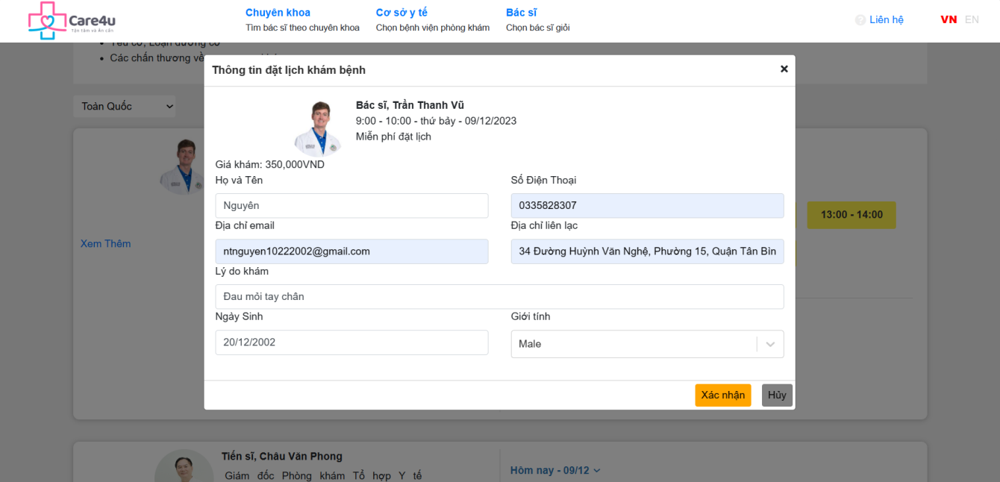 Care4u
Tận tâm và Ân cần
Chuyên khoa
Tìm bác sĩ theo chuyên khoa
Cơ sở y tế
Chọn bệnh viện phòng khám
Bác sĩ
Chọn bác sĩ giỏi
? Liên hệ
VN EN
Yếu cơ, Loạn dưỡng cơ
Các chấn thương về
Toàn Quốc
Thông tin đặt lịch khám bệnh
×
Bác sĩ, Trần Thanh Vũ
9:00 - 10:00 - thứ bảy - 09/12/2023
Miễn phí đặt lịch
Giá khám: 350,000VND
Họ và Tên
Nguyên
Số Điện Thoại
0335828307
Địa chỉ email
ntnguyen10222002@gmail.com
Địa chỉ liên lạc
34 Đường Huỳnh Văn Nghệ, Phường 15, Quận Tân Bìn
Lý do khám
Đau mỏi tay chân
Ngày Sinh
20/12/2002
Giới tính
Male
Xác nhận
Hủy
Xem Thêm
13:00 - 14:00
Tiến sĩ, Châu Văn Phong
Giám đốc Phòng khám Tổ hợp Y tế
Hôm nay - 09/12